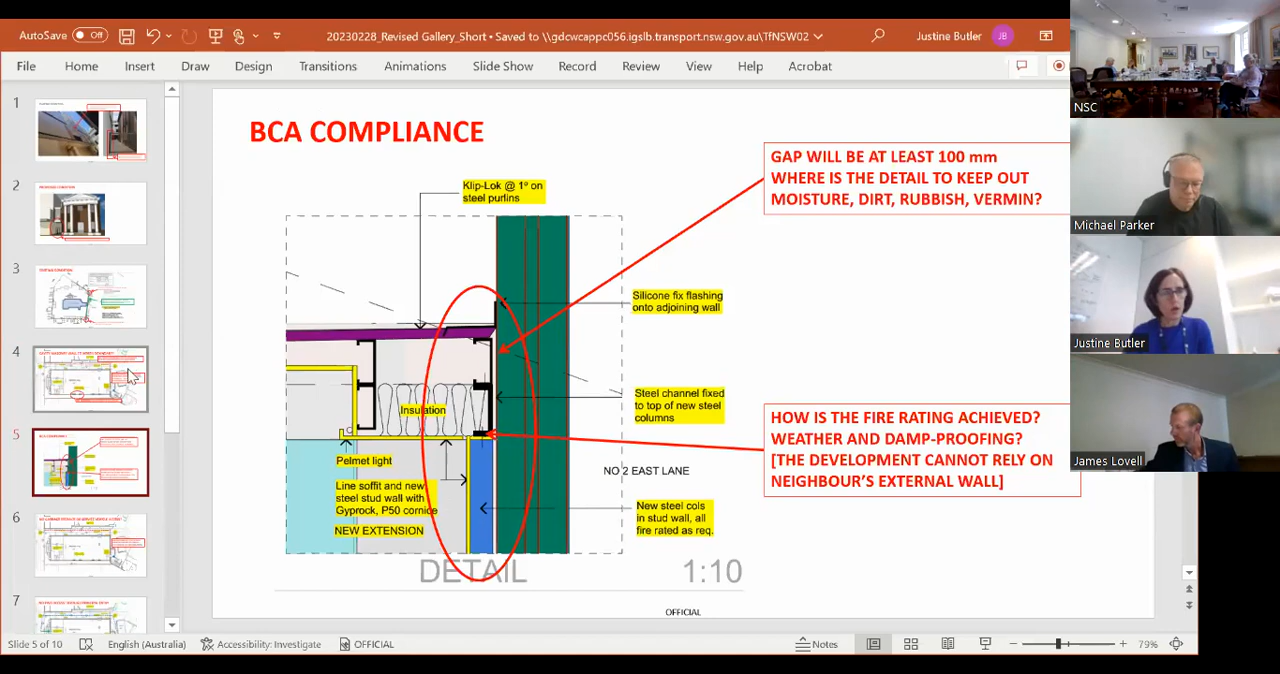 AutoSave Off
20230228_Revised Gallery_Short • Saved to \\gdcwcappc056.igslb.transport.nsw.gov.au\TfNSW02
Justine Butler JB
File Home Insert Draw Design Transitions Animations Slide Show Record Review View Help Acrobat
1
2
3
4
5
6
7
BCA COMPLIANCE
Klip-Lok @ 1º on
steel purlins
GAP WILL BE AT LEAST 100 mm
WHERE IS THE DETAIL TO KEEP OUT
MOISTURE, DIRT, RUBBISH, VERMIN?
Silicone fix flashing
onto adjoining wall
Steel channel fixed
to top of new steel
columns
Insulation
HOW IS THE FIRE RATING ACHIEVED?
WEATHER AND DAMP-PROOFING?
[THE DEVELOPMENT CANNOT RELY ON
NEIGHBOUR'S EXTERNAL WALL]
Pelmet light
NO 2 EAST LANE
Line soffit and new
steel stud wall with
Gyprock, P50 cornice
NEW EXTENSION
New steel cols
in stud wall, all
fire rated as req.
DETAIL 1:10
OFFICIAL
NSC
Michael Parker
Justine Butler
James Lovell
Slide 5 of 10 English (Australia) Accessibility: Investigate OFFICIAL Notes 79%